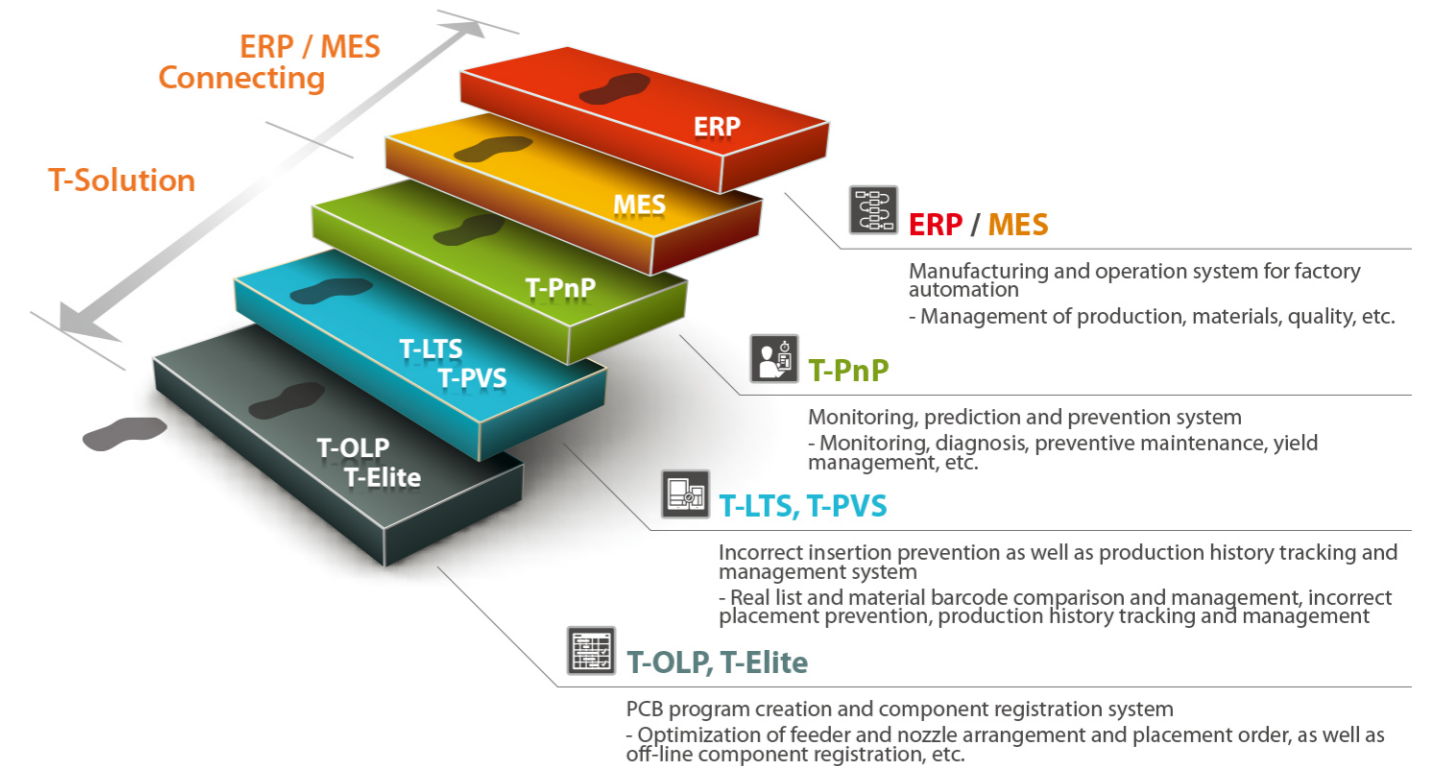 ERP / MES
Connecting
T-Solution
ERP
MES
T-PnP
T-LTS
T-PVS
T-OLP
T-Elite
ERP / MES
Manufacturing and operation system for factory
automation
- Management of production, materials, quality, etc.
T-PnP
Monitoring, prediction and prevention system
- Monitoring, diagnosis, preventive maintenance, yield
management, etc.
T-LTS, T-PVS
Incorrect insertion prevention as well as production history tracking and
management system
- Real list and material barcode comparison and management, incorrect
placement prevention, production history tracking and management
T-OLP, T-Elite
PCB program creation and component registration system
- Optimization of feeder and nozzle arrangement and placement order, as well as
off-line component registration, etc.